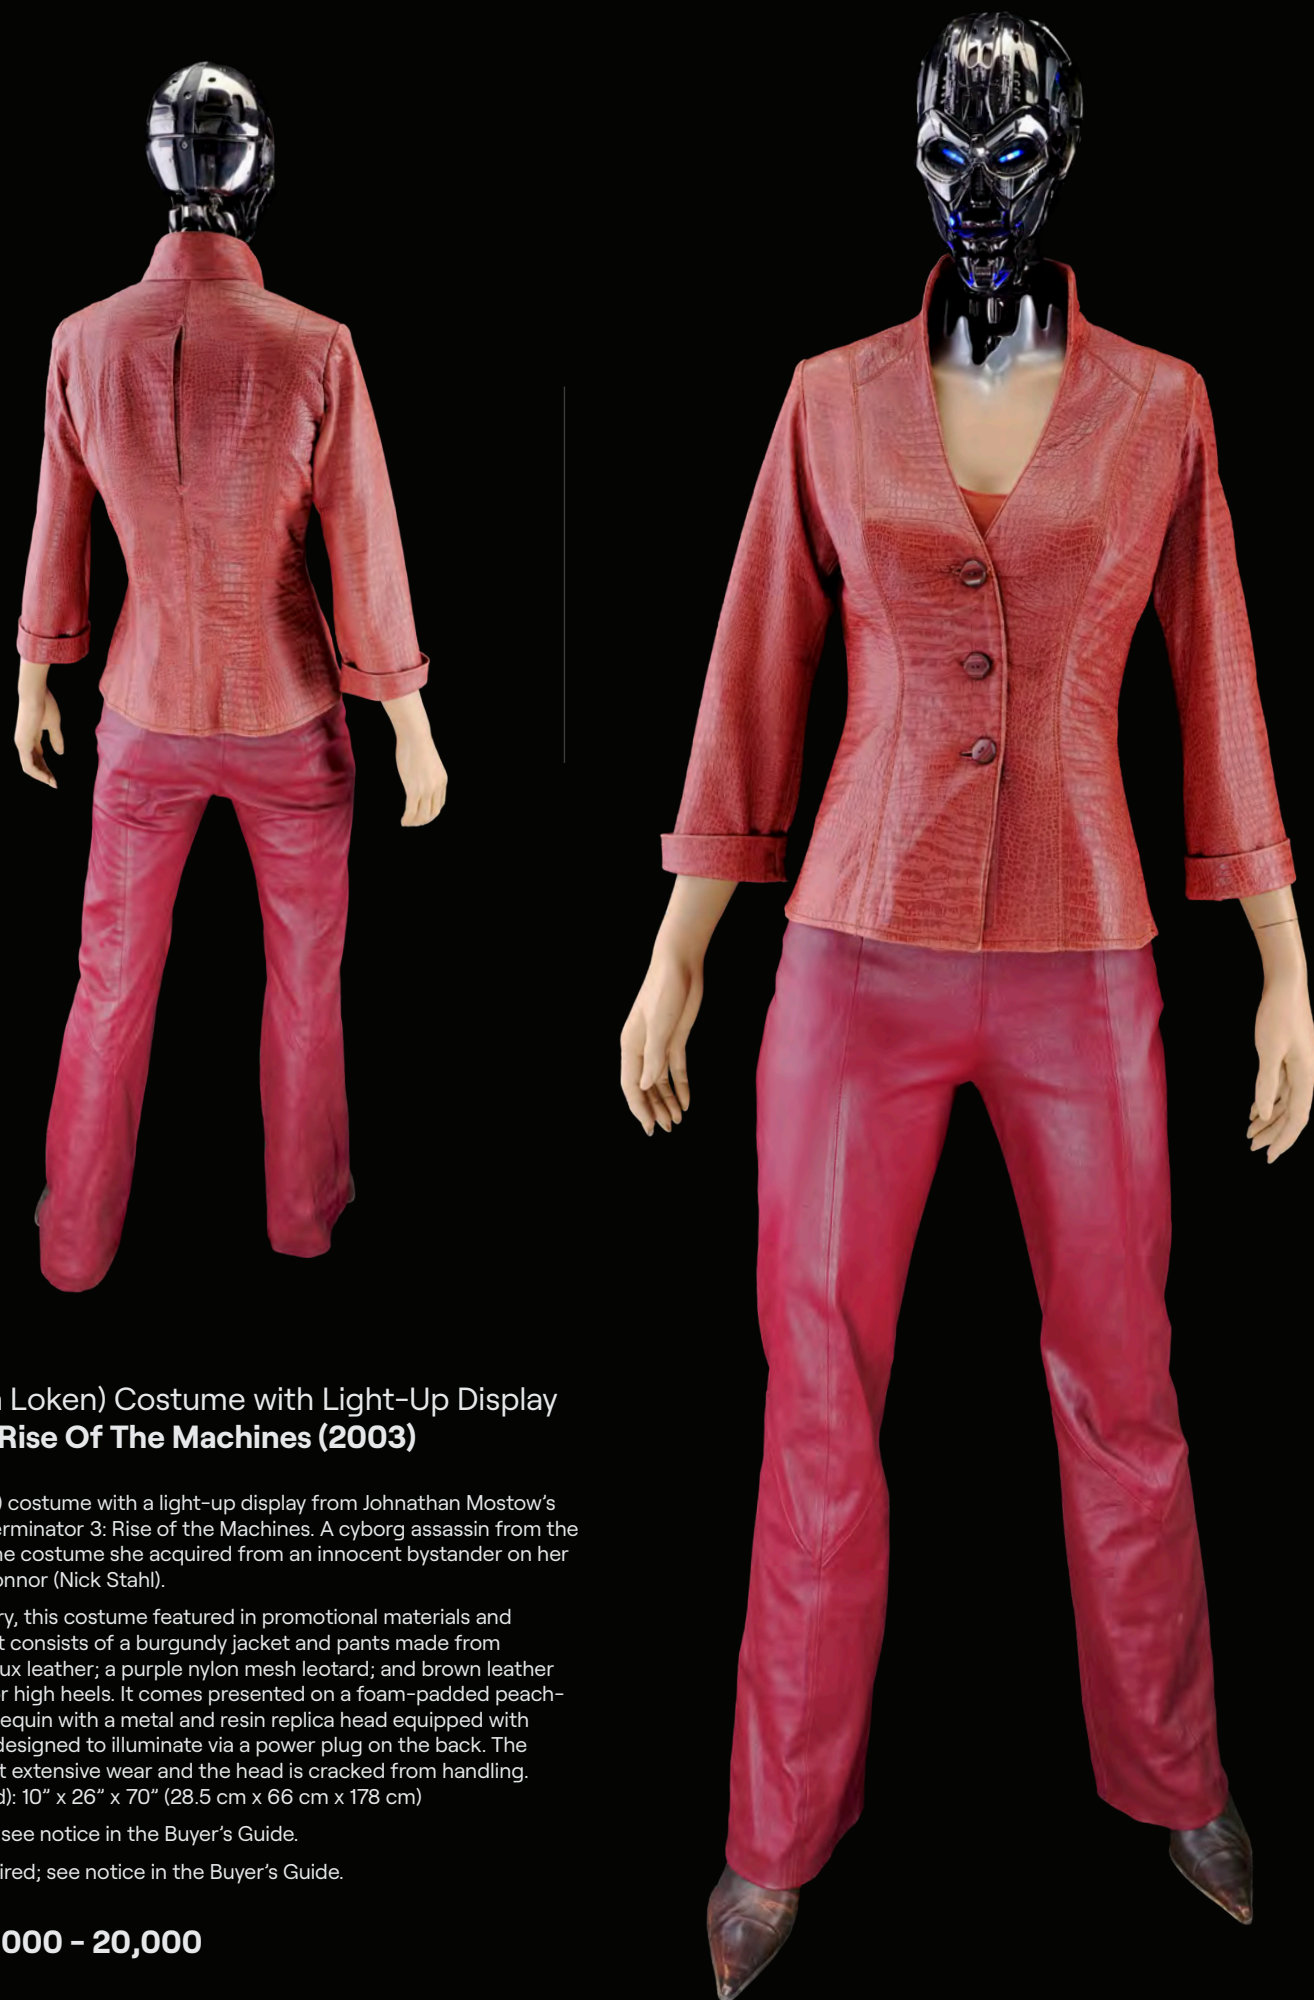 Loken) Costume with Light-Up Display
Rise Of The Machines (2003)
costume with a light-up display from Johnathan Mostow’s
erminator 3: Rise of the Machines. A cyborg assassin from the
costume she acquired from an innocent bystander on her
onnor (Nick Stahl).
ry, this costume featured in promotional materials and
t consists of a burgundy jacket and pants made from
ux leather; a purple nylon mesh leotard; and brown leather
r high heels. It comes presented on a foam-padded peach-
equin with a metal and resin replica head equipped with
designed to illuminate via a power plug on the back. The
t extensive wear and the head is cracked from handling.
d): 10” x 26” x 70” (28.5 cm x 66 cm x 178 cm)
see notice in the Buyer’s Guide.
ired; see notice in the Buyer’s Guide.
000 - 20,000